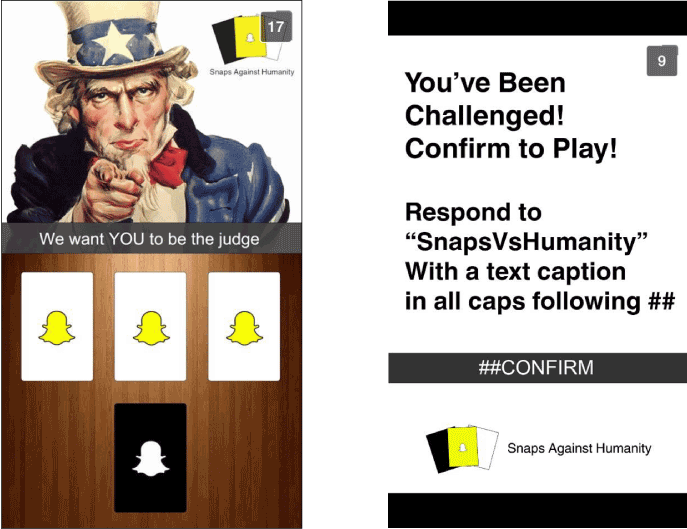 17
Snaps Against Humanity
We want YOU to be the judge
9
You’ve Been
Challenged!
Confirm to Play!
Respond to
“SnapsVsHumanity”
With a text caption
in all caps following ##
##CONFIRM
Snaps Against Humanity